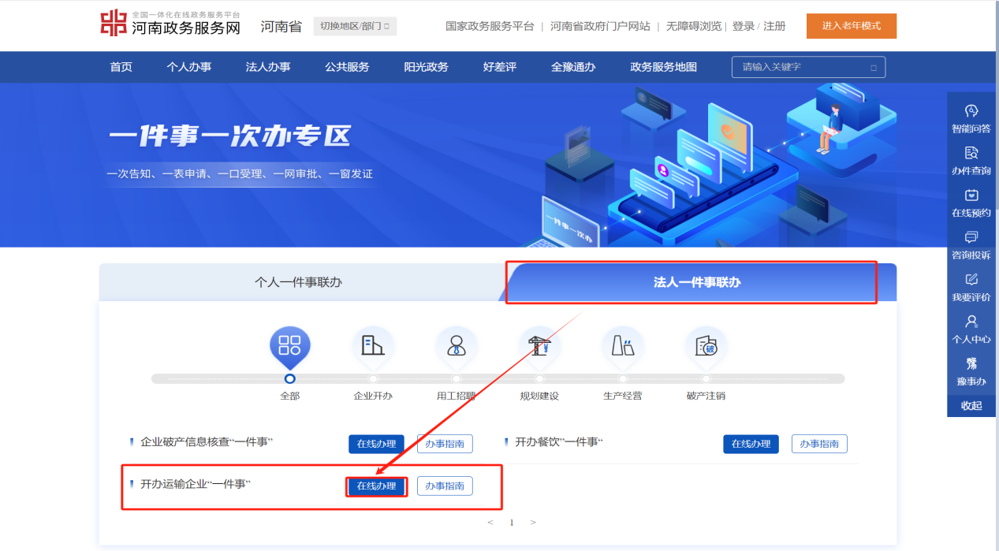 全国一体化在线政务服务平台
河南政务服务网
河南省
切换地区/部门
国家政务服务平台 | 河南省政府门户网站 | 无障碍浏览 | 登录 / 注册
进入老年模式
首页 个人办事 法人办事 公共服务 阳光政务 好差评 全豫通办 政务服务地图
请输入关键字
一件事一次办专区
一次告知、一表申请、一口受理、一网审批、一窗发证
一件事一次办
智能问答
办件查询
在线预约
咨询投诉
我要评价
个人中心
豫事办
收起
个人一件事联办
法人一件事联办
破
全部 企业开办 用工招聘 规划建设 生产经营 破产注销
企业破产信息核查“一件事” 在线办理 办事指南
开办餐饮”一件事“ 在线办理 办事指南
开办运输企业“一件事” 在线办理 办事指南
< 1 >